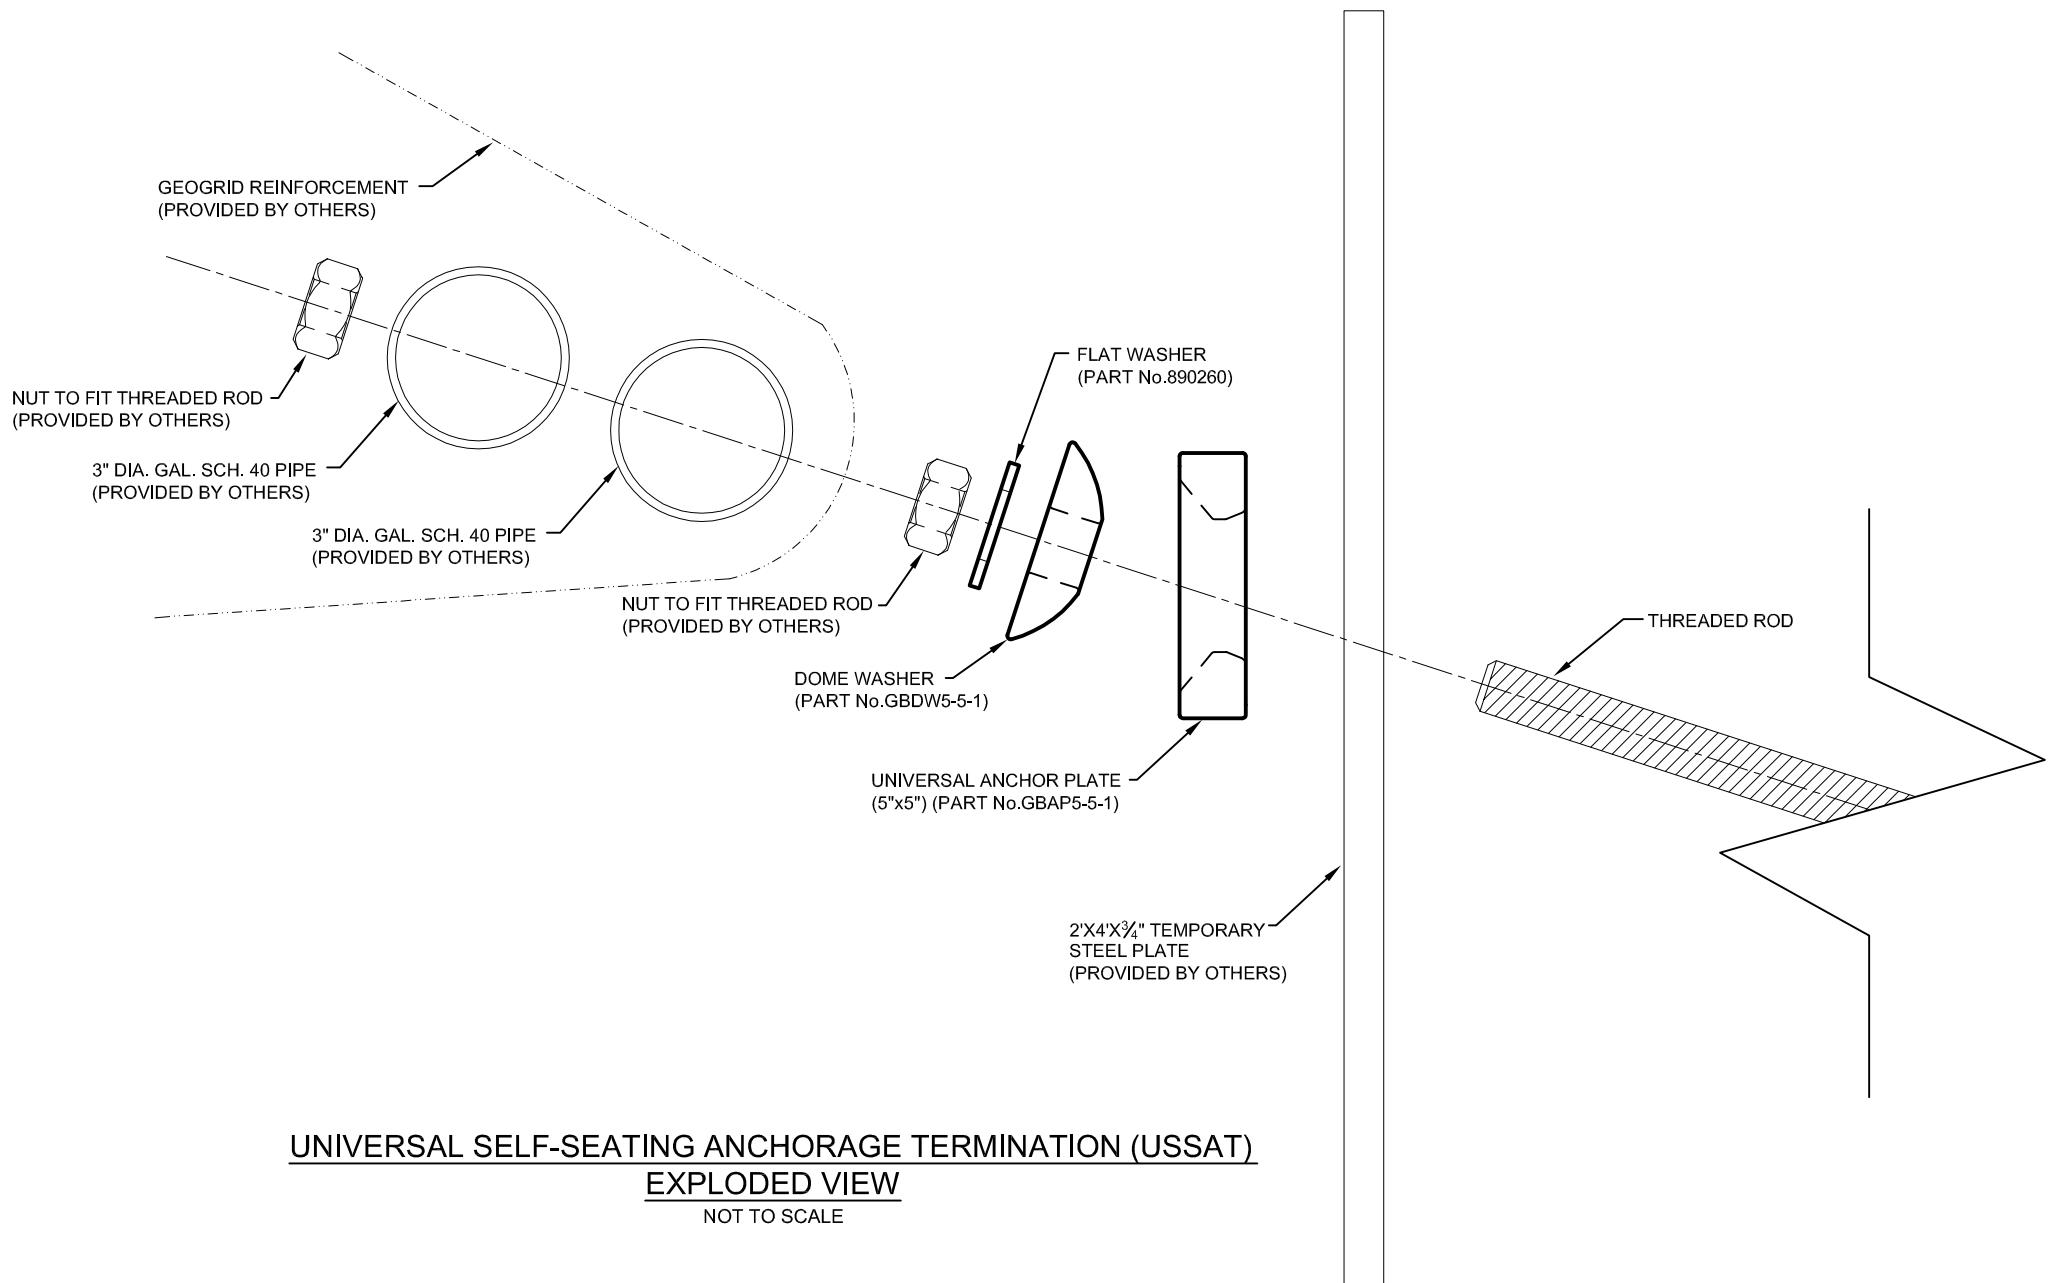 GEOGRID REINFORCEMENT
(PROVIDED BY OTHERS)
NUT TO FIT THREADED ROD
(PROVIDED BY OTHERS)
3" DIA. GAL. SCH. 40 PIPE
(PROVIDED BY OTHERS)
3" DIA. GAL. SCH. 40 PIPE
(PROVIDED BY OTHERS)
FLAT WASHER
(PART No.890260)
NUT TO FIT THREADED ROD
(PROVIDED BY OTHERS)
DOME WASHER
(PART No.GBDW5-5-1)
UNIVERSAL ANCHOR PLATE
(5"x5") (PART No.GBAP5-5-1)
THREADED ROD
2'X4'X¾" TEMPORARY
STEEL PLATE
(PROVIDED BY OTHERS)
UNIVERSAL SELF-SEATING ANCHORAGE TERMINATION (USSAT)
EXPLODED VIEW
NOT TO SCALE